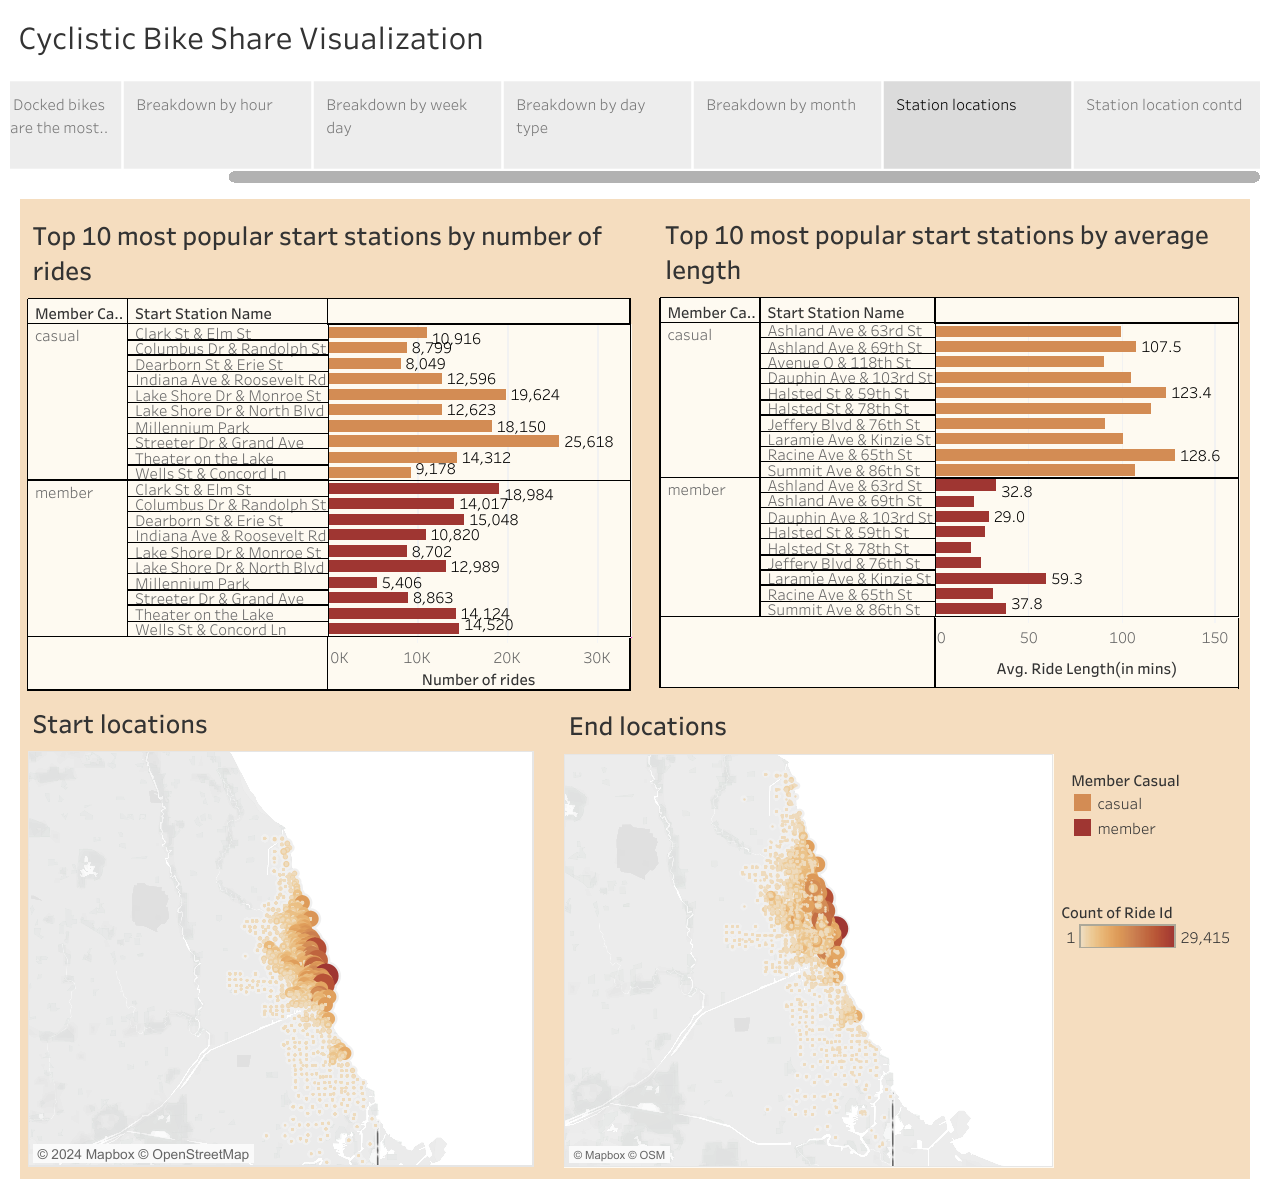 Cyclistic Bike Share Visualization
Docked bikes
are the most..
Breakdown by hour
Breakdown by week
day
Breakdown by day
type
Breakdown by month
Station locations
Station location contd
Top 10 most popular start stations by number of
rides
Member Ca.. Start Station Name
casual
Clark St & Elm St 10,916
Columbus Dr & Randolph St 8,799
Dearborn St & Erie St 8,049
Indiana Ave & Roosevelt Rd 12,596
Lake Shore Dr & Monroe St 19,624
Lake Shore Dr & North Blvd 12,623
Millennium Park 18,150
Streeter Dr & Grand Ave 25,618
Theater on the Lake 14,312
Wells St & Concord Ln 9,178
member
Clark St & Elm St 18,984
Columbus Dr & Randolph St 14,017
Dearborn St & Erie St 15,048
Indiana Ave & Roosevelt Rd 10,820
Lake Shore Dr & Monroe St 8,702
Lake Shore Dr & North Blvd 12,989
Millennium Park 5,406
Streeter Dr & Grand Ave 8,863
Theater on the Lake 14,124
Wells St & Concord Ln 14,520
0K 10K 20K 30K
Number of rides
Top 10 most popular start stations by average
length
Member Ca.. Start Station Name
casual
Ashland Ave & 63rd St
Ashland Ave & 69th St 107.5
Avenue O & 118th St
Dauphin Ave & 103rd St
Halsted St & 59th St 123.4
Halsted St & 78th St
Jeffery Blvd & 76th St
Laramie Ave & Kinzie St
Racine Ave & 65th St 128.6
Summit Ave & 86th St
member
Ashland Ave & 63rd St 32.8
Ashland Ave & 69th St
Dauphin Ave & 103rd St 29.0
Halsted St & 59th St
Halsted St & 78th St
Jeffery Blvd & 76th St
Laramie Ave & Kinzie St 59.3
Racine Ave & 65th St
Summit Ave & 86th St 37.8
0 50 100 150
Avg. Ride Length(in mins)
Start locations
© 2024 Mapbox © OpenStreetMap
End locations
© Mapbox © OSM
Member Casual
casual
member
Count of Ride Id
1 29,415